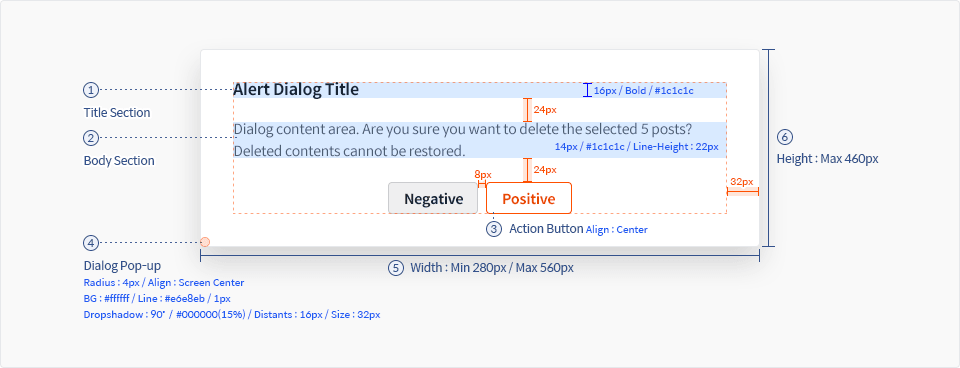 1
Title Section
2
Body Section
Alert Dialog Title
16px / Bold / #1c1c1c
24px
Dialog content area. Are you sure you want to delete the selected 5 posts?
Deleted contents cannot be restored.
14px / #1c1c1c / Line-Height : 22px
24px
8px
Negative
Positive
32px
3 Action Button Align : Center
6
Height : Max 460px
4
Dialog Pop-up
Radius : 4px / Align : Screen Center
BG : #ffffff / Line : #e6e8eb / 1px
Dropshadow : 90° / #000000(15%) / Distants : 16px / Size : 32px
5 Width : Min 280px / Max 560px